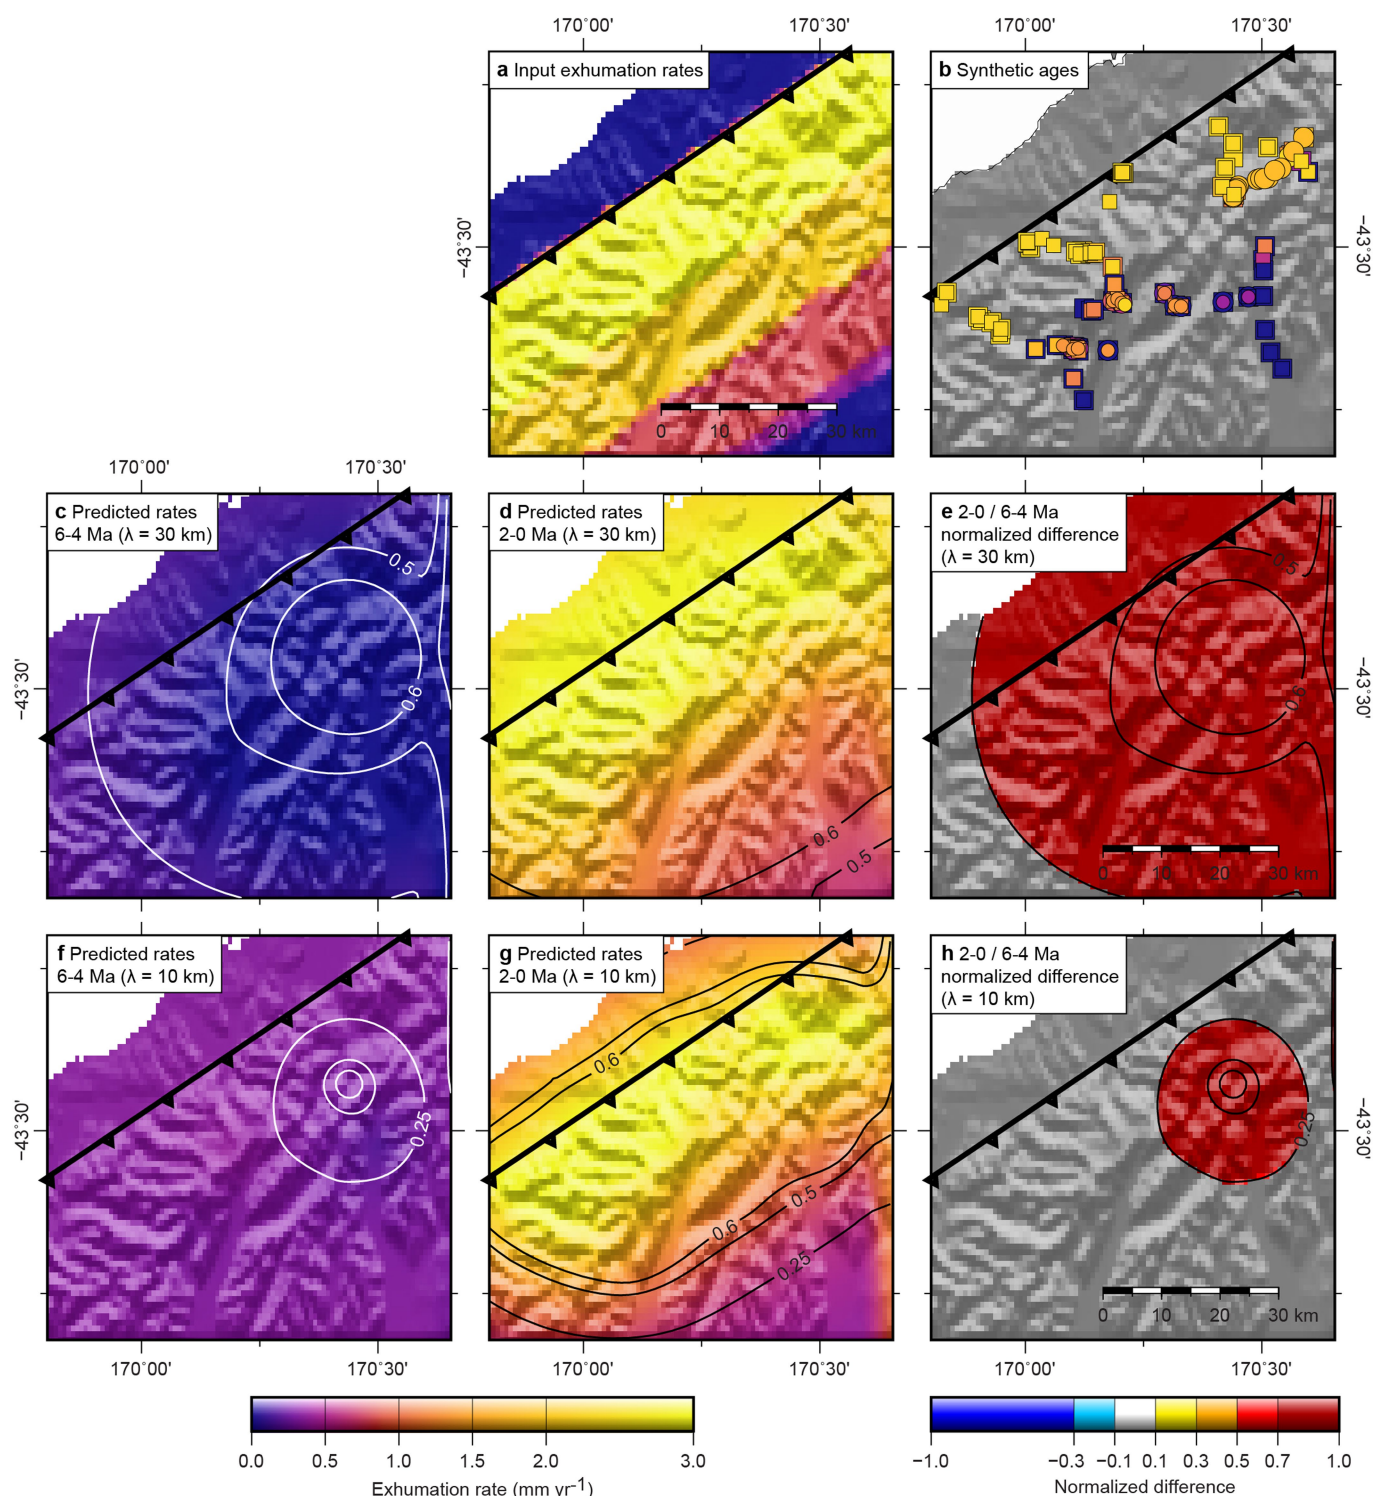 170°00'
170°30'
170°00'
170°30'
a Input exhumation rates
b Synthetic ages
−43°30'
−43°30'
0
10
20
30 km
170°00'
170°30'
c Predicted rates
6-4 Ma (λ = 30 km)
d Predicted rates
2-0 Ma (λ = 30 km)
e 2-0 / 6-4 Ma
normalized difference
(λ = 30 km)
0.5
0.5
−43°30'
0.6
0.6
−43°30'
0.6
0.5
0
10
20
30 km
f Predicted rates
6-4 Ma (λ = 10 km)
g Predicted rates
2-0 Ma (λ = 10 km)
h 2-0 / 6-4 Ma
normalized difference
(λ = 10 km)
0.6
−43°30'
0.25
0.25
−43°30'
0.5
0.6
0.25
0
10
20
30 km
170°00'
170°30'
170°00'
170°30'
170°00'
170°30'
0.0
0.5
1.0
1.5
2.0
3.0
Exhumation rate (mm yr-1)
−1.0
−0.3
−0.1
0.1
0.3
0.5
0.7
1.0
Normalized difference